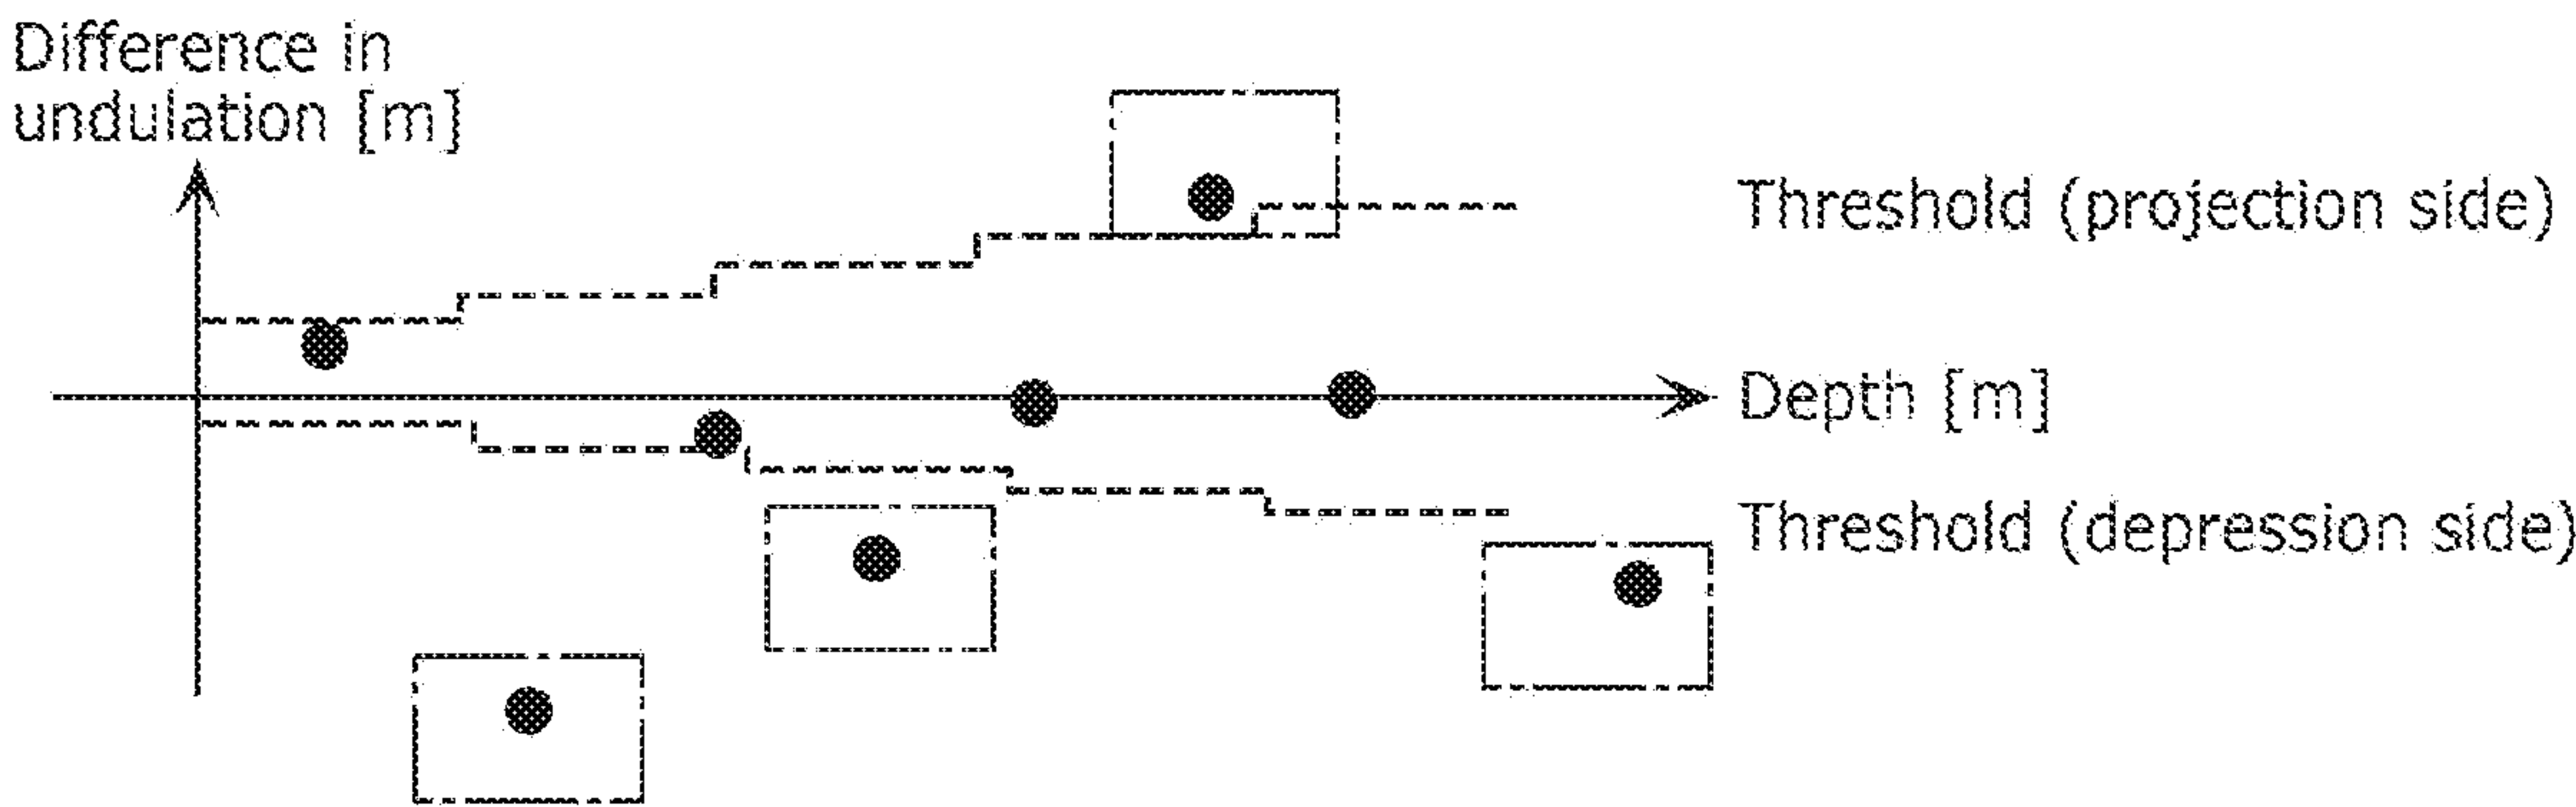 Difference in
undulation [m]
Threshold (projection side)
Depth [m]
Threshold (depression side)